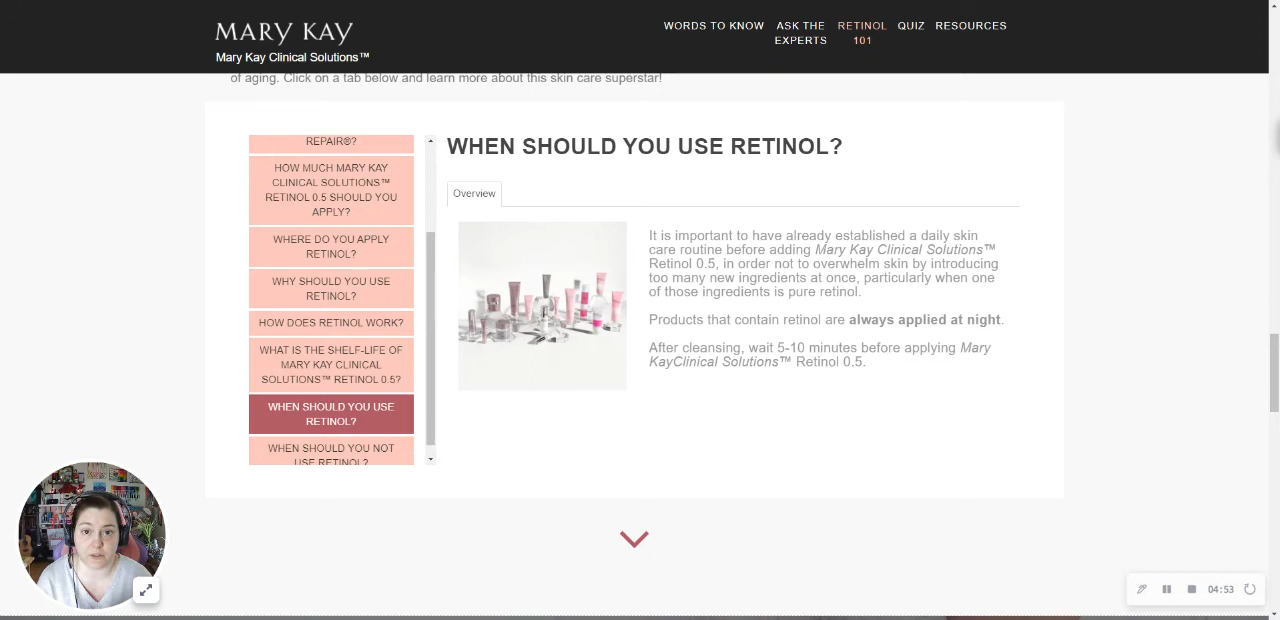 MARY KAY
Mary Kay Clinical Solutions™
WORDS TO KNOW
ASK THE
EXPERTS
RETINOL
101
QUIZ
RESOURCES
of aging. Click on a tab below and learn more about this skin care superstar!
REPAIR®?
HOW MUCH MARY KAY
CLINICAL SOLUTIONS™
RETINOL 0.5 SHOULD YOU
APPLY?
WHERE DO YOU APPLY
RETINOL?
WHY SHOULD YOU USE
RETINOL?
HOW DOES RETINOL WORK?
WHAT IS THE SHELF-LIFE OF
MARY KAY CLINICAL
SOLUTIONS™ RETINOL 0.5?
WHEN SHOULD YOU USE
RETINOL?
WHEN SHOULD YOU NOT
USE RETINOL?
WHEN SHOULD YOU USE RETINOL?
Overview
It is important to have already established a daily skin
care routine before adding Mary Kay Clinical Solutions™
Retinol 0.5, in order not to overwhelm skin by introducing
too many new ingredients at once, particularly when one
of those ingredients is pure retinol.
Products that contain retinol are always applied at night.
After cleansing, wait 5-10 minutes before applying Mary
KayClinical Solutions™ Retinol 0.5.
04:53